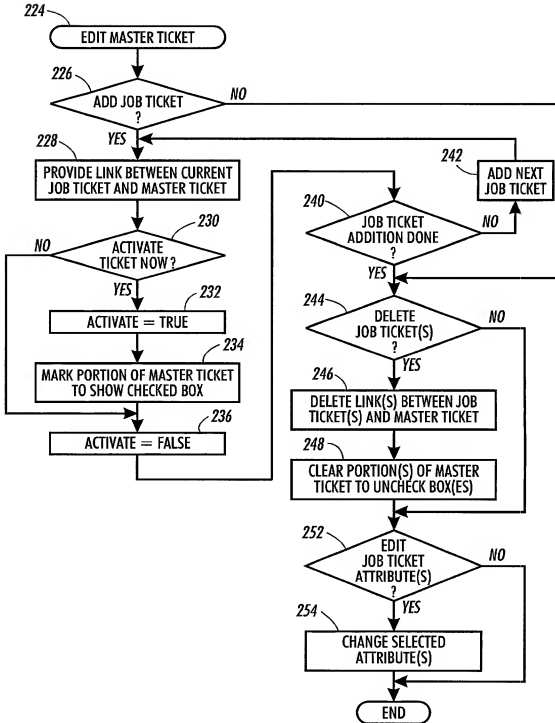 224
EDIT MASTER TICKET
226
ADD JOB TICKET
?
NO
YES
228
PROVIDE LINK BETWEEN CURRENT
JOB TICKET AND MASTER TICKET
230
ACTIVATE
TICKET NOW ?
NO
YES
232
ACTIVATE = TRUE
234
MARK PORTION OF MASTER TICKET
TO SHOW CHECKED BOX
236
ACTIVATE = FALSE
240
JOB TICKET
ADDITION DONE
?
NO
YES
242
ADD NEXT
JOB TICKET
244
DELETE
JOB TICKET(S)
?
NO
YES
246
DELETE LINK(S) BETWEEN JOB
TICKET(S) AND MASTER TICKET
248
CLEAR PORTION(S) OF MASTER
TICKET TO UNCHECK BOX(ES)
252
EDIT
JOB TICKET
ATTRIBUTE(S)
?
NO
YES
254
CHANGE SELECTED
ATTRIBUTE(S)
END